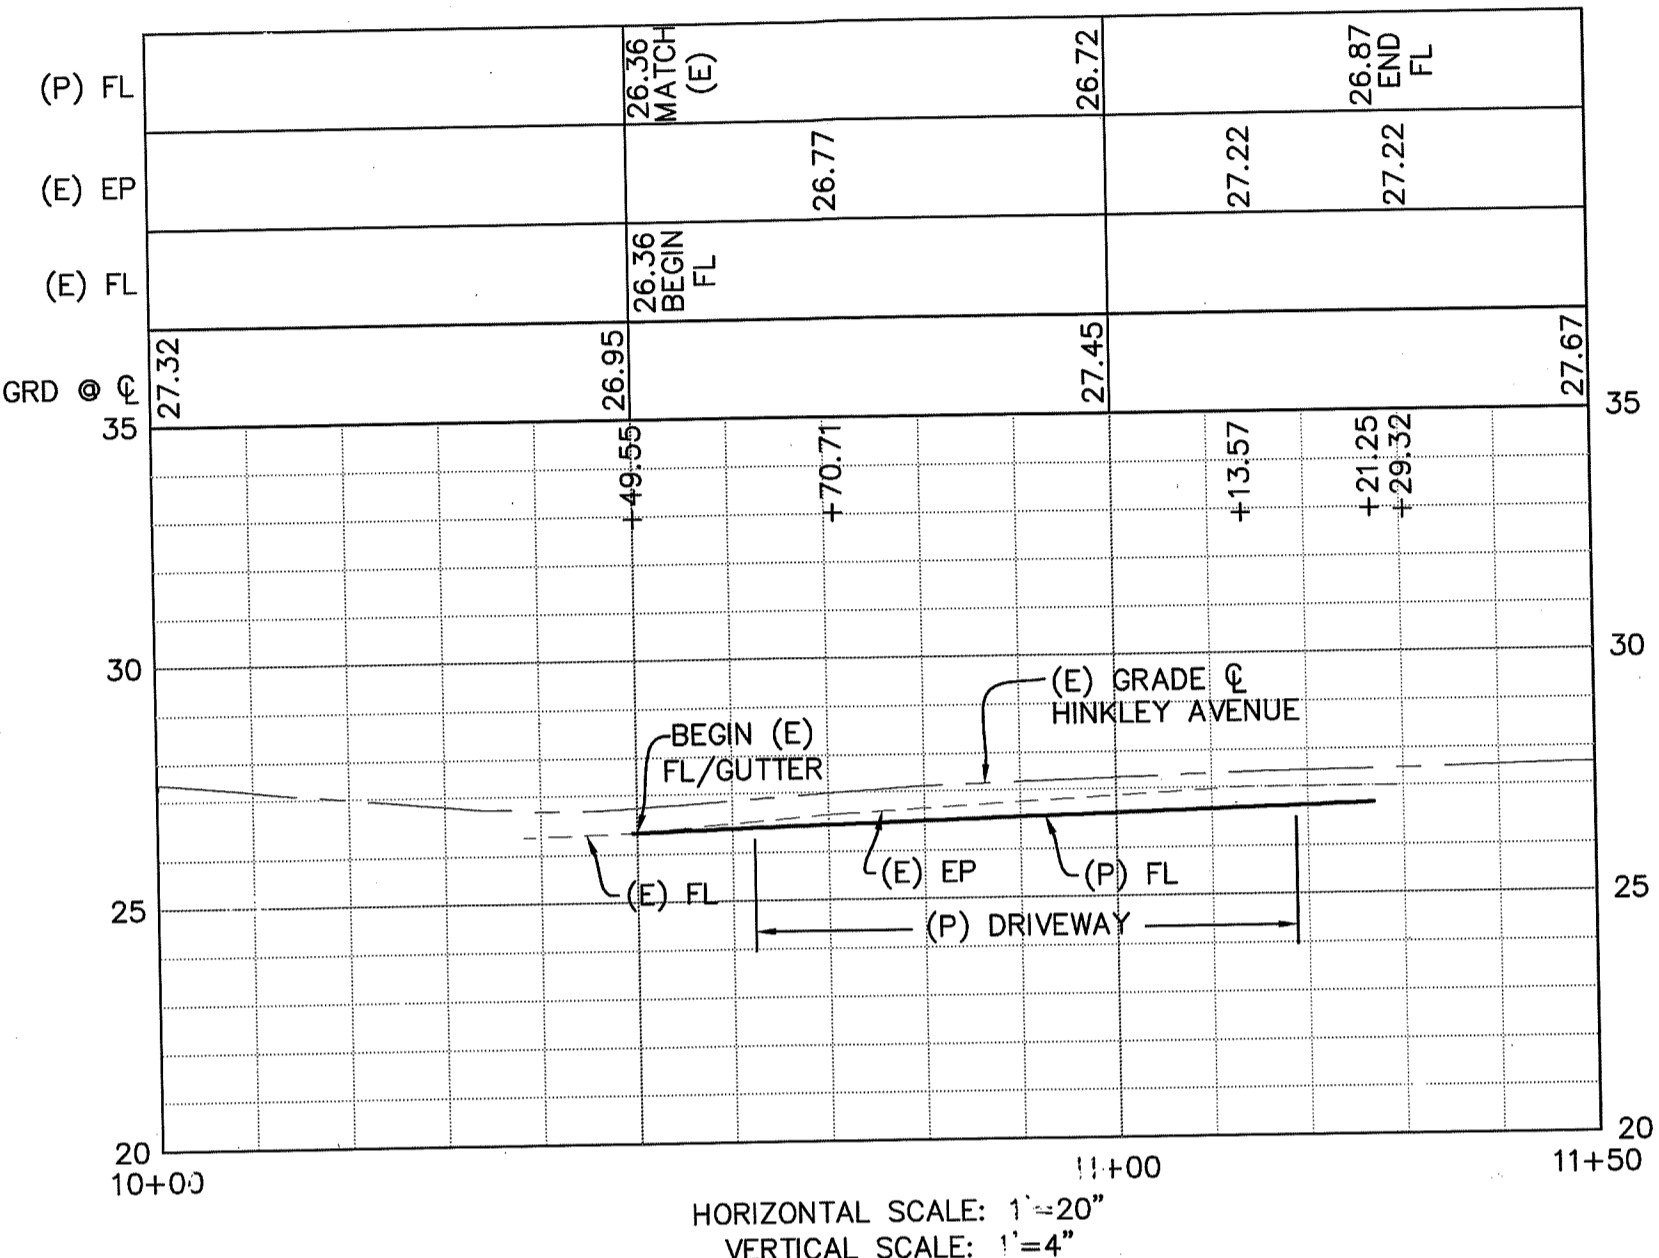 (P) FL
26.36
MATCH
(E)
26.72
26.87
END
FL
(E) EP
26.77
27.22
27.22
(E) FL
26.36
BEGIN
FL
GRD @ ℄
27.32
26.95
27.45
27.67
35
35
+49.55
+70.71
+13.57
+21.25
+29.32
30
30
(E) GRADE ℄
HINKLEY AVENUE
BEGIN (E)
FL/GUTTER
(E) FL
(E) EP
(P) FL
25
25
(P) DRIVEWAY
20
20
10+00
11+00
11+50
HORIZONTAL SCALE: 1'=20"
VERTICAL SCALE: 1'=4"